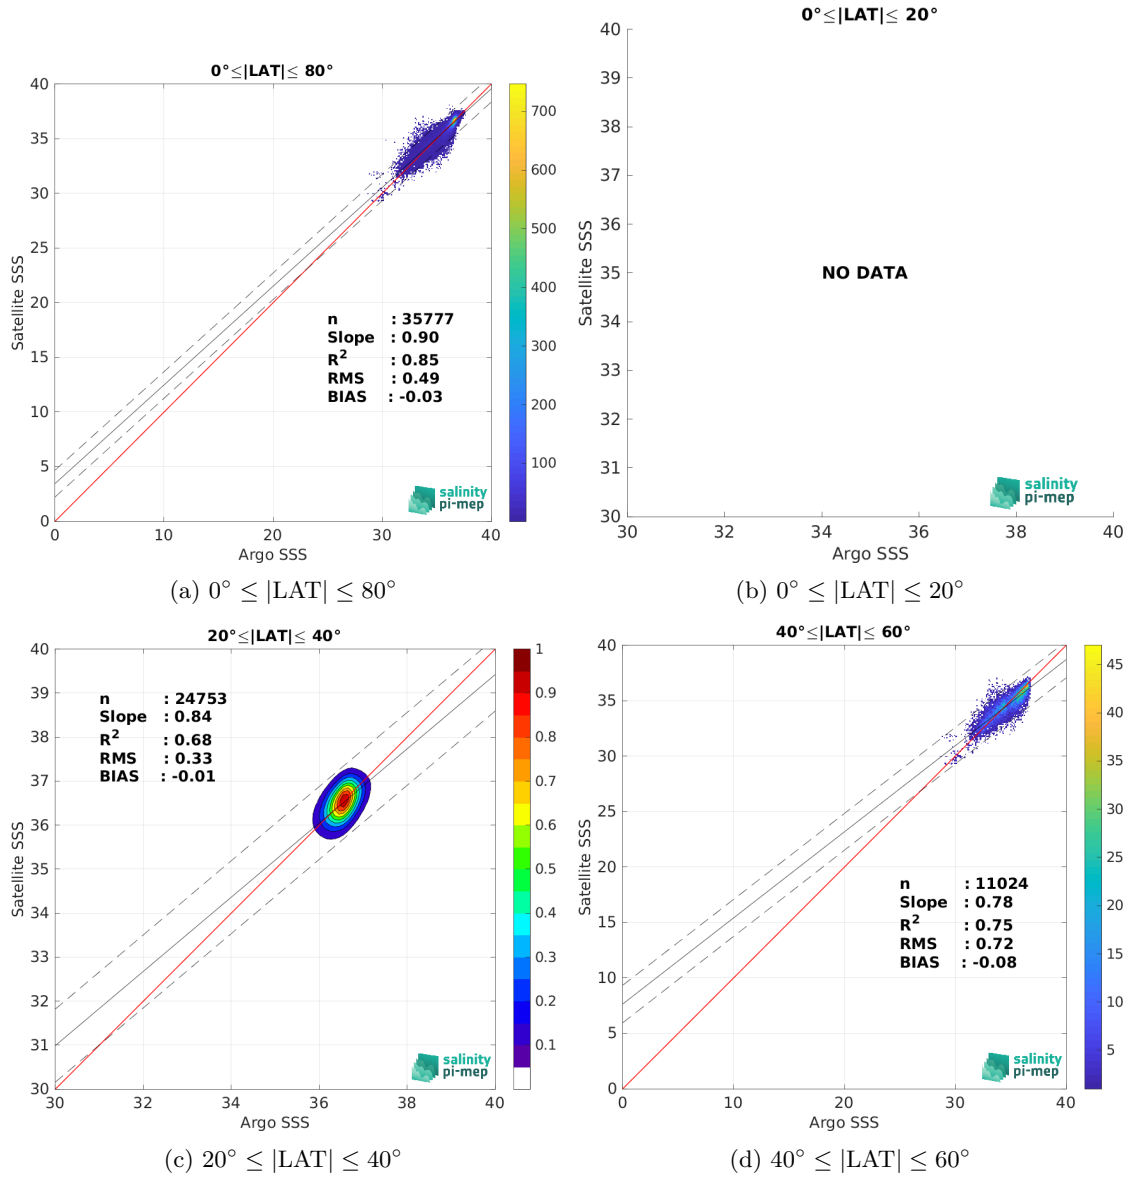 0°≤|LAT|≤ 80°
40
35
30
25
20
15
10
5
0
Satellite SSS
n : 35777
Slope : 0.90
R² : 0.85
RMS : 0.49
BIAS : -0.03
salinity
pi-mep
0 10 20 30 40
Argo SSS
700
600
500
400
300
200
100
(a) 0° ≤ |LAT| ≤ 80°
0°≤|LAT|≤ 20°
40
39
38
37
36
35
34
33
32
31
30
Satellite SSS
NO DATA
salinity
pi-mep
30 32 34 36 38 40
Argo SSS
(b) 0° ≤ |LAT| ≤ 20°
20°≤|LAT|≤ 40°
40
39
38
37
36
35
34
33
32
31
30
Satellite SSS
n : 24753
Slope : 0.84
R² : 0.68
RMS : 0.33
BIAS : -0.01
salinity
pi-mep
30 32 34 36 38 40
Argo SSS
1
0.9
0.8
0.7
0.6
0.5
0.4
0.3
0.2
0.1
(c) 20° ≤ |LAT| ≤ 40°
40°≤|LAT|≤ 60°
40
35
30
25
20
15
10
5
0
Satellite SSS
n : 11024
Slope : 0.78
R² : 0.75
RMS : 0.72
BIAS : -0.08
salinity
pi-mep
0 10 20 30 40
Argo SSS
45
40
35
30
25
20
15
10
5
(d) 40° ≤ |LAT| ≤ 60°